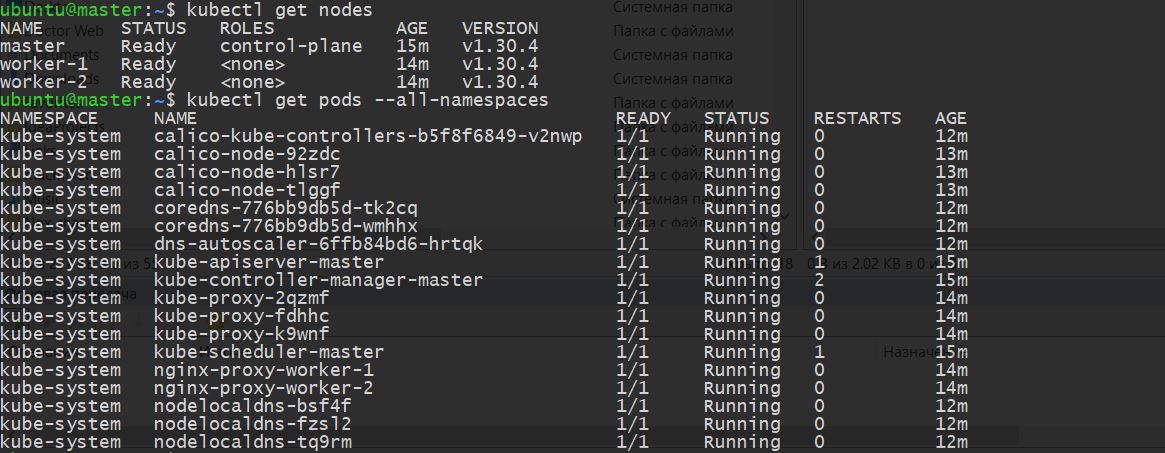 ubuntu@master:~$ kubectl get nodes
NAME STATUS ROLES AGE VERSION
master Ready control-plane 15m v1.30.4
worker-1 Ready <none> 14m v1.30.4
worker-2 Ready <none> 14m v1.30.4
ubuntu@master:~$ kubectl get pods --all-namespaces
NAMESPACE NAME READY STATUS RESTARTS AGE
kube-system calico-kube-controllers-b5f8f6849-v2nwp 1/1 Running 0 12m
kube-system calico-node-92zdc 1/1 Running 0 13m
kube-system calico-node-hlsr7 1/1 Running 0 13m
kube-system calico-node-tlggf 1/1 Running 0 13m
kube-system coredns-776bb9db5d-tk2cq 1/1 Running 0 12m
kube-system coredns-776bb9db5d-wmhhx 1/1 Running 0 12m
kube-system dns-autoscaler-6ffb84bd6-hrtqk 1/1 Running 0 12m
kube-system kube-apiserver-master 1/1 Running 1 15m
kube-system kube-controller-manager-master 1/1 Running 2 15m
kube-system kube-proxy-2qzmf 1/1 Running 0 14m
kube-system kube-proxy-fdhhc 1/1 Running 0 14m
kube-system kube-proxy-k9wnf 1/1 Running 0 14m
kube-system kube-scheduler-master 1/1 Running 1 15m
kube-system nginx-proxy-worker-1 1/1 Running 0 14m
kube-system nginx-proxy-worker-2 1/1 Running 0 14m
kube-system nodelocaldns-bsf4f 1/1 Running 0 12m
kube-system nodelocaldns-fzsl2 1/1 Running 0 12m
kube-system nodelocaldns-tq9rm 1/1 Running 0 12m
Системная папка
Папка с файлами
Системная папка
Системная папка
Папка с файлами
Папка с файлами
Папка с файлами
Папка с файлами
Системная папка
Папка с файлами